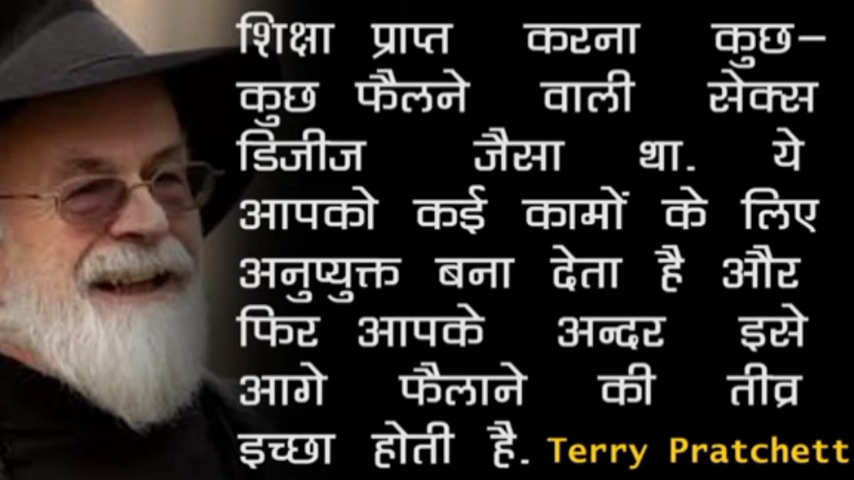 शिक्षा प्राप्त करना कुछ-
कुछ फैलने वाली सेक्स
डिजीज जैसा था. ये
आपको कई कामों के लिए
अनुप्युक्त बना देता है और
फिर आपके अन्दर इसे
आगे फैलाने की तीव्र
इच्छा होती है. Terry Pratchett